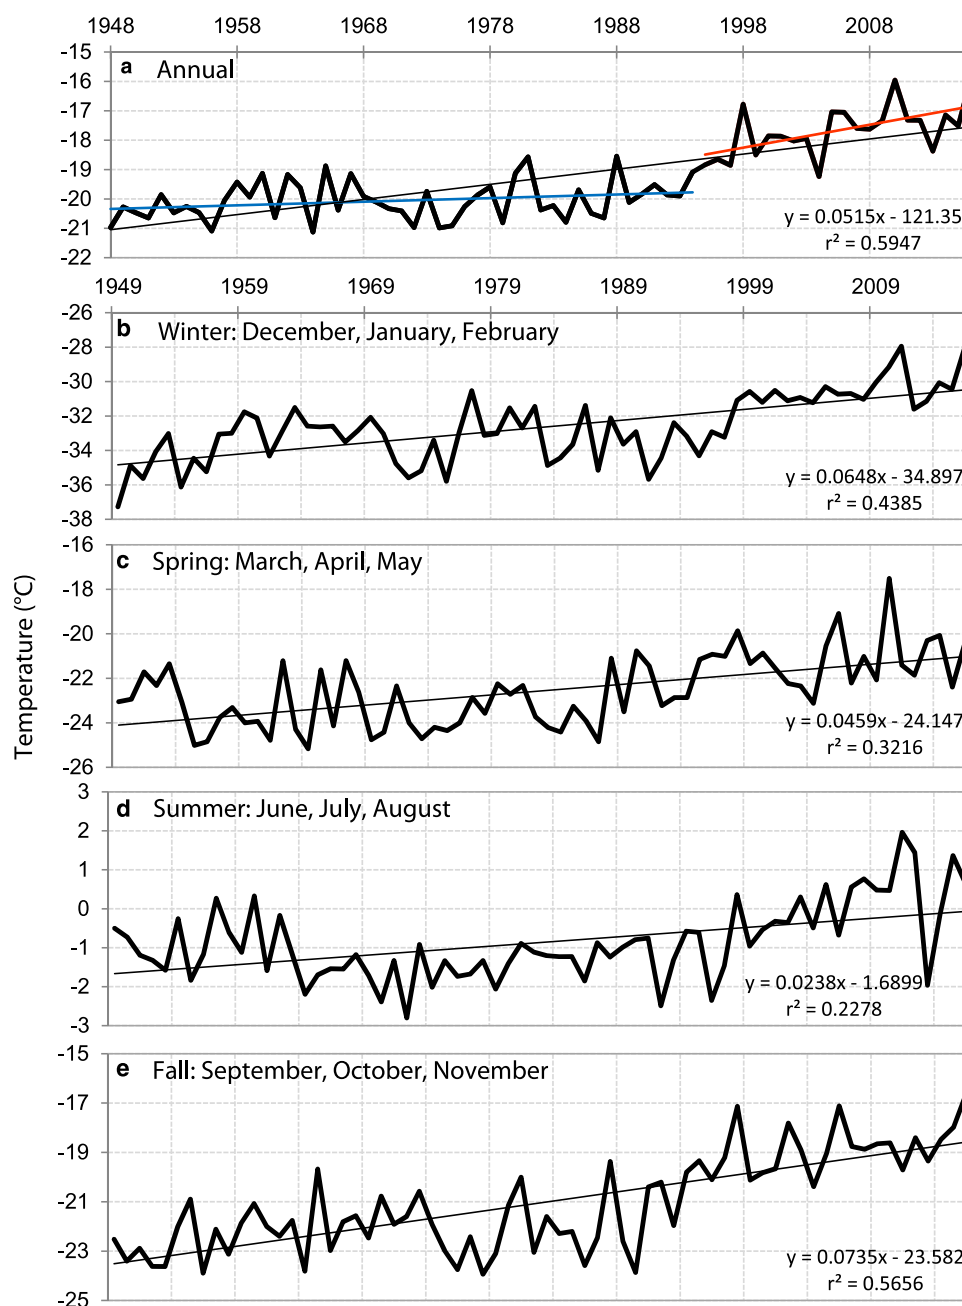 1948 1958 1968 1978 1988 1998 2008
-15
a Annual
-16
-17
-18
-19
-20
y = 0.0515x - 121.35
-21
r² = 0.5947
-22
1949 1959 1969 1979 1989 1999 2009
-26
b Winter: December, January, February
-28
-30
-32
-34
y = 0.0648x - 34.897
-36
r² = 0.4385
-38
-16
c Spring: March, April, May
-18
-20
-22
-24
y = 0.0459x - 24.147
r² = 0.3216
-26
Temperature (°C)
3
d Summer: June, July, August
2
1
0
-1
-2
y = 0.0238x - 1.6899
r² = 0.2278
-3
-15
e Fall: September, October, November
-17
-19
-21
-23
y = 0.0735x - 23.582
r² = 0.5656
-25